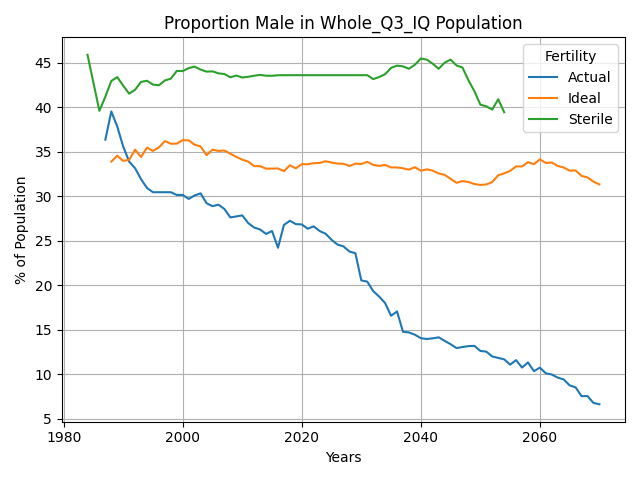 Proportion Male in Whole_Q3_IQ Population
% of Population
45
40
35
30
25
20
15
10
5
1980 2000 2020 2040 2060
Years
Fertility
Actual
Ideal
Sterile